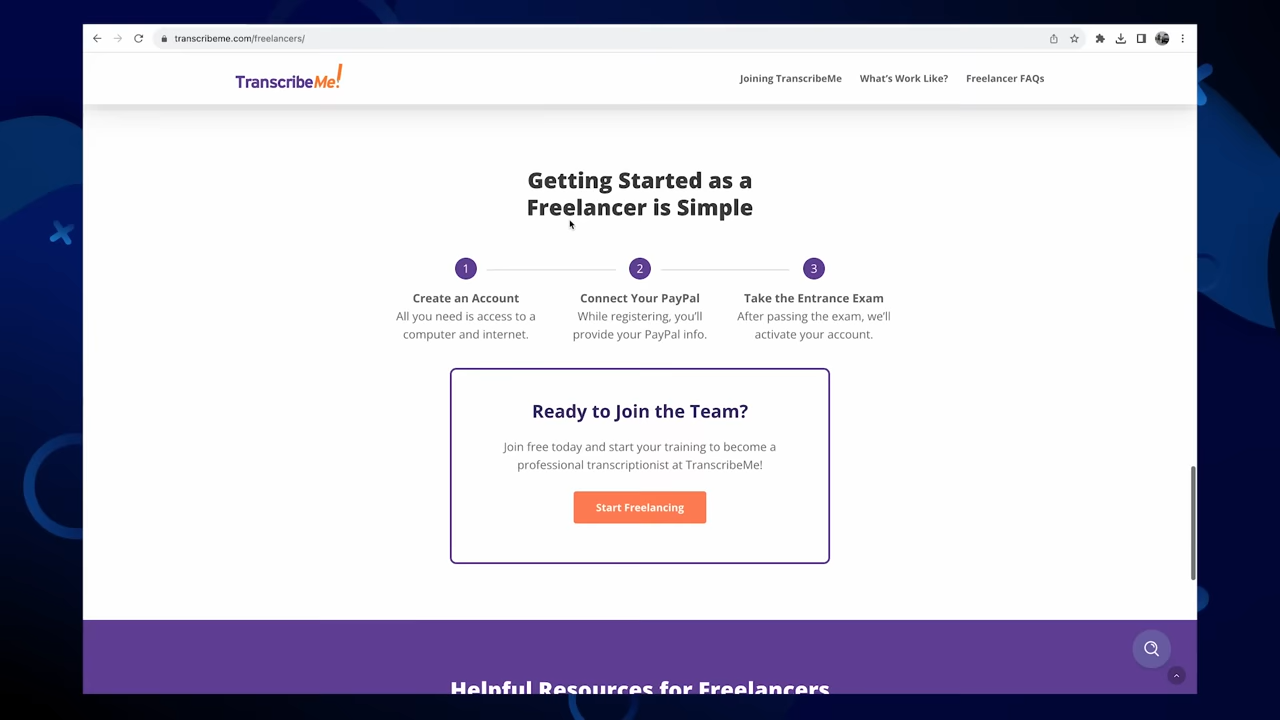 transcribeme.com/freelancers/
TranscribeMe!
Joining TranscribeMe What's Work Like? Freelancer FAQs
Getting Started as a
Freelancer is Simple
1 2 3
Create an Account
All you need is access to a
computer and internet.
Connect Your PayPal
While registering, you'll
provide your PayPal info.
Take the Entrance Exam
After passing the exam, we'll
activate your account.
Ready to Join the Team?
Join free today and start your training to become a
professional transcriptionist at TranscribeMe!
Start Freelancing
Helpful Resources for Freelancers